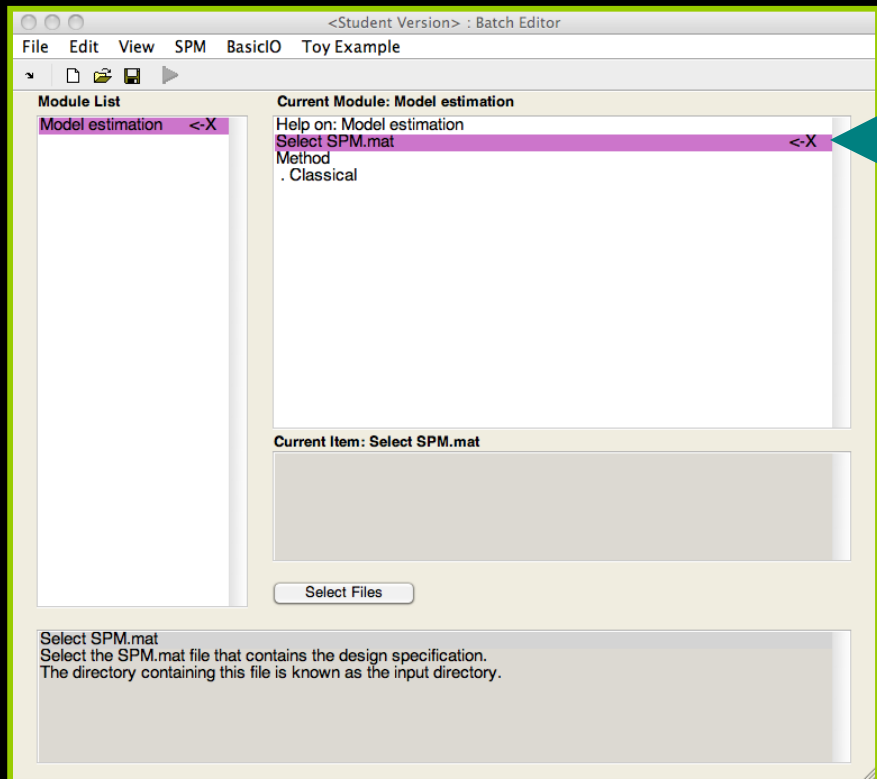 <Student Version> : Batch Editor
File Edit View SPM BasicIO Toy Example
Module List
Model estimation <-X
Current Module: Model estimation
Help on: Model estimation
Select SPM.mat <-X
Method
. Classical
Current Item: Select SPM.mat
Select Files
Select SPM.mat
Select the SPM.mat file that contains the design specification.
The directory containing this file is known as the input directory.